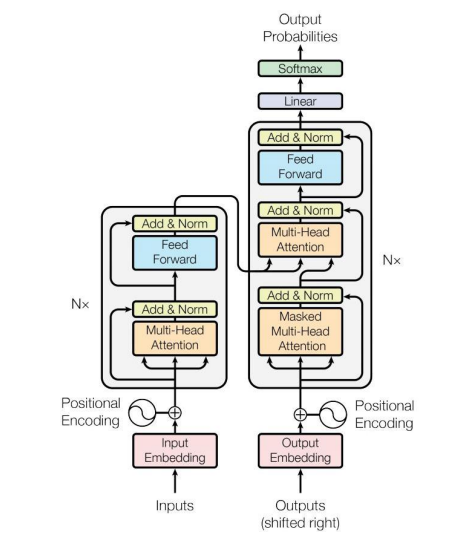 Output
Probabilities
Softmax
Linear
Add & Norm
Feed
Forward
Add & Norm
Multi-Head
Attention
Add & Norm
Masked
Multi-Head
Attention
N×
Add & Norm
Feed
Forward
Add & Norm
Multi-Head
Attention
N×
Positional
Encoding
Positional
Encoding
Input
Embedding
Output
Embedding
Inputs
Outputs
(shifted right)